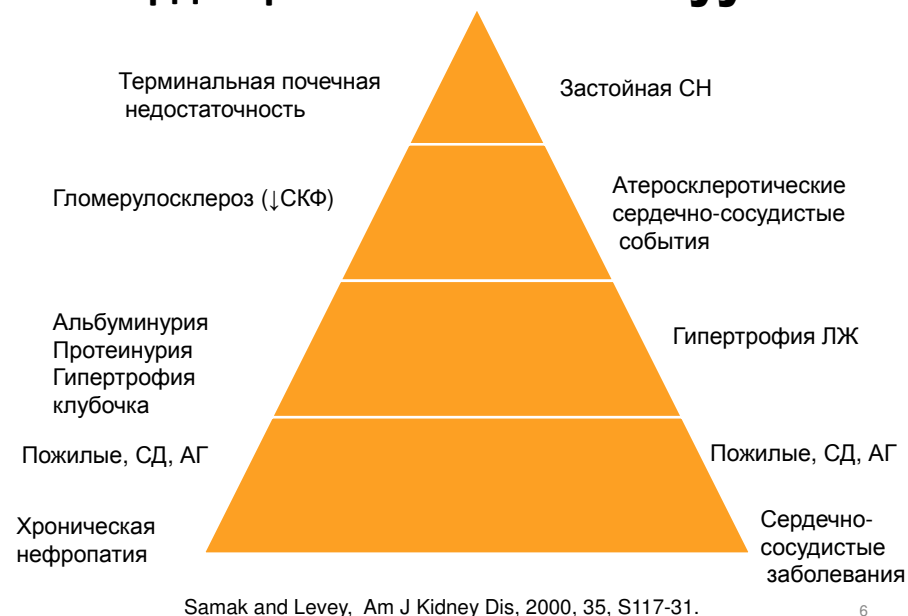 Терминальная почечная
недостаточность
Застойная СН
Гломерулосклероз (↓СКФ)
Атеросклеротические
сердечно-сосудистые
события
Альбуминурия
Протеинурия
Гипертрофия
клубочка
Гипертрофия ЛЖ
Пожилые, СД, АГ
Пожилые, СД, АГ
Хроническая
нефропатия
Сердечно-
сосудистые
заболевания
Samak and Levey, Am J Kidney Dis, 2000, 35, S117-31.
6